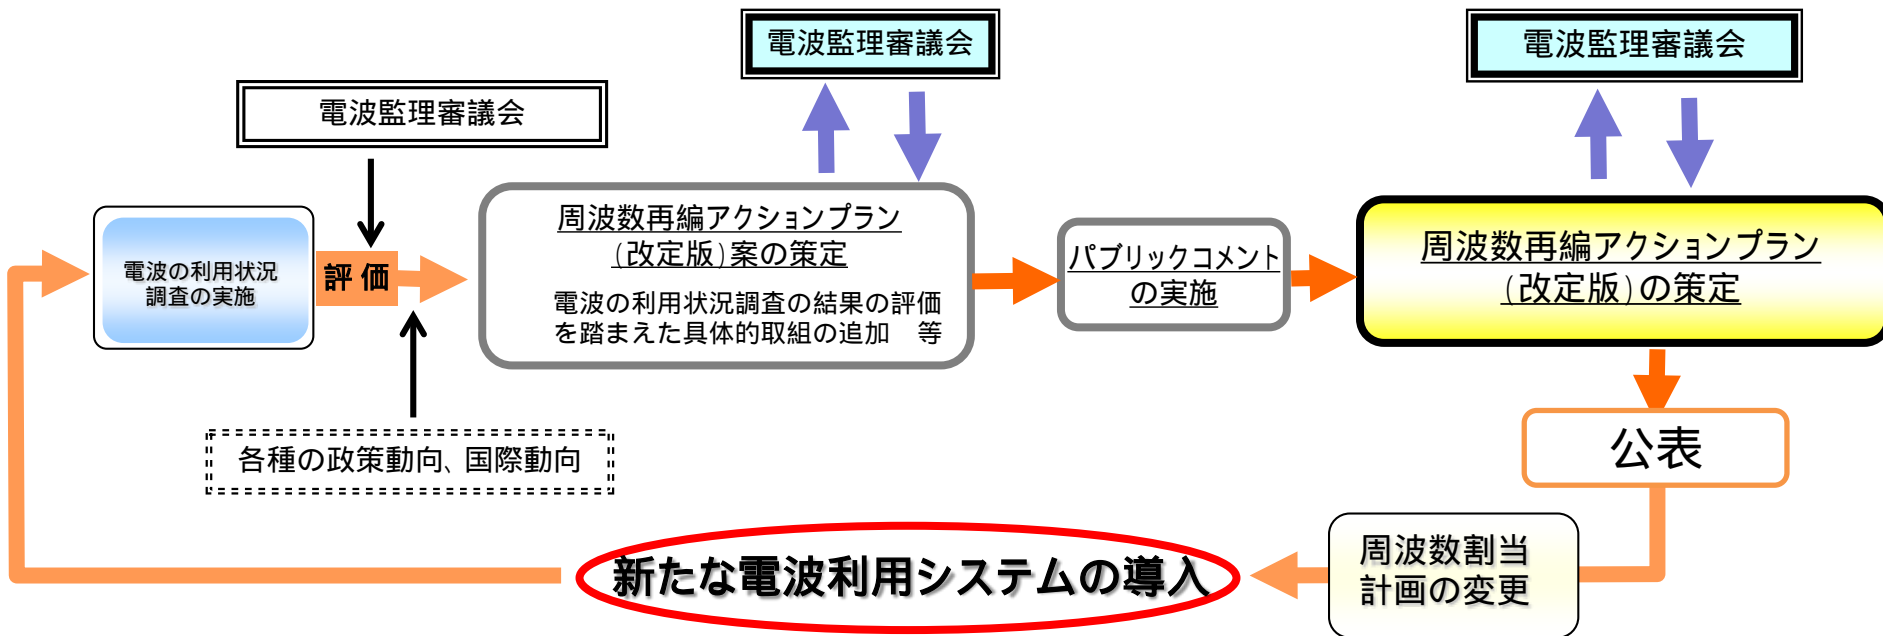 電波監理審議会
電波監理審議会
電波監理審議会
電波の利用状況
調査の実施
評 価
周波数再編アクションプラン
(改定版)案の策定
電波の利用状況調査の結果の評価
を踏まえた具体的取組の追加　等
パブリックコメント
の実施
周波数再編アクションプラン
(改定版)の策定
各種の政策動向、国際動向
公表
周波数割当
計画の変更
新たな電波利用システムの導入